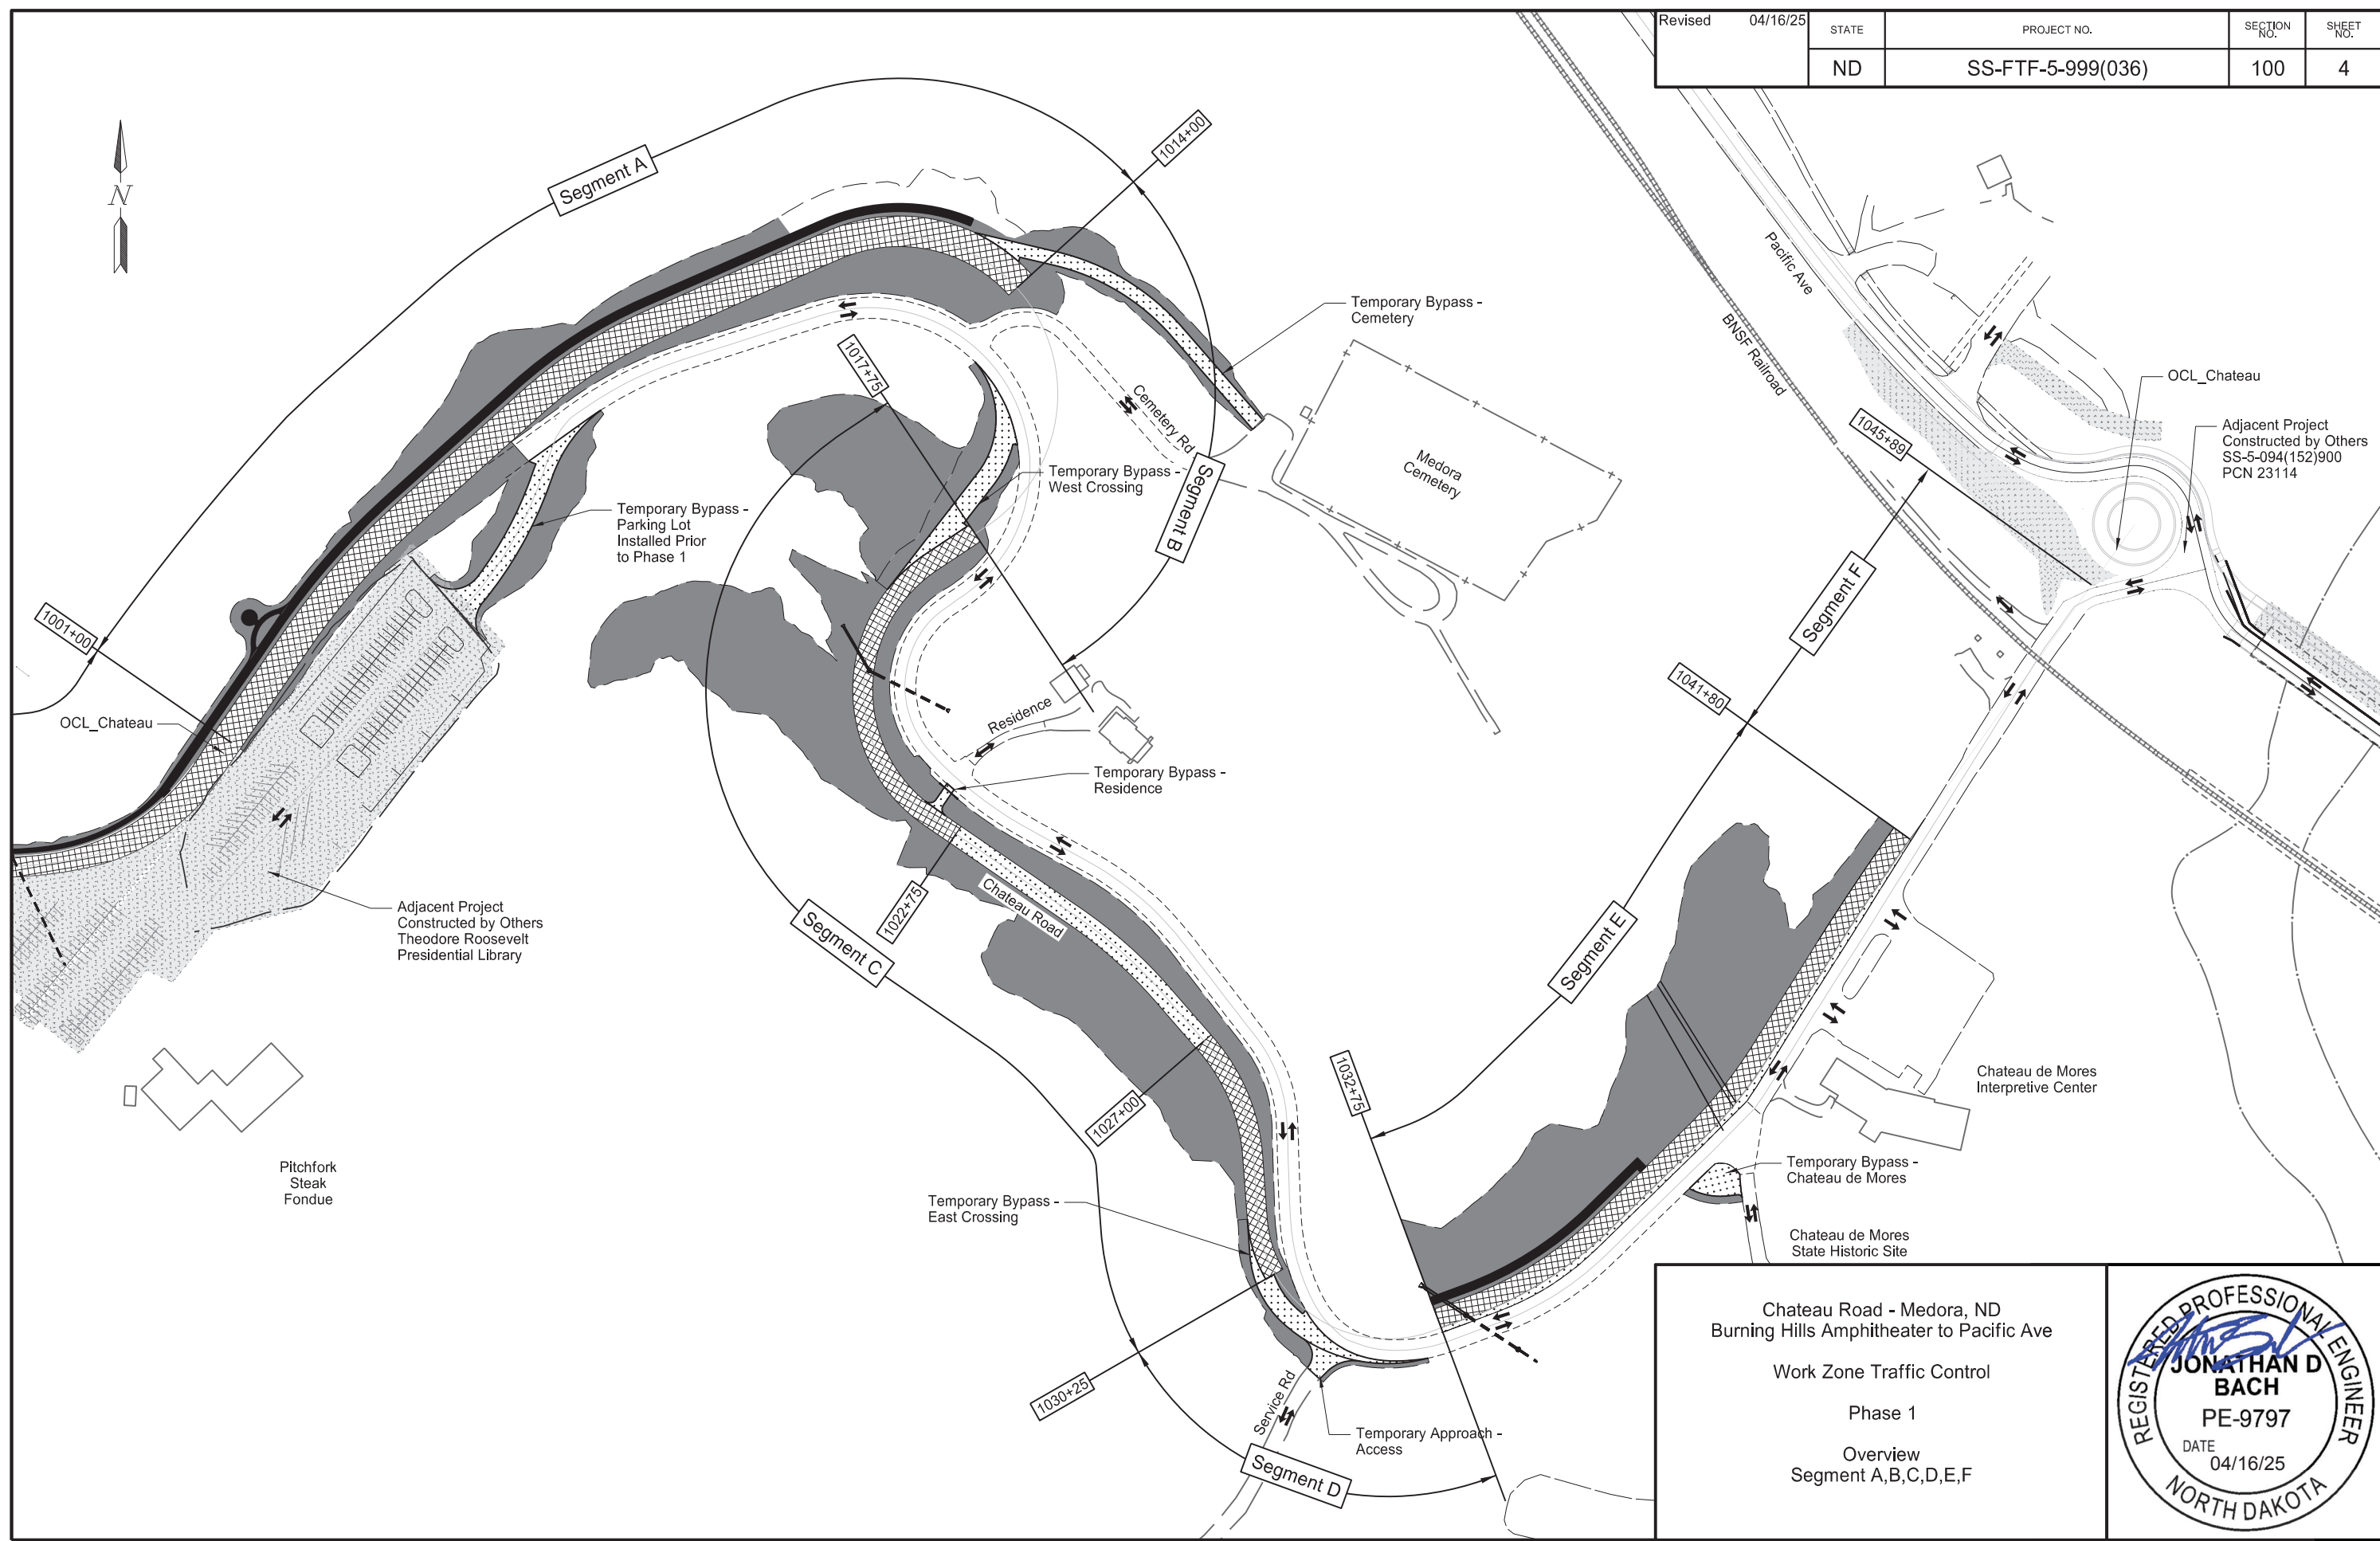 Revised 04/16/25
STATE
PROJECT NO.
SECTION NO.
SHEET NO.
ND
SS-FTF-5-999(036)
100
4
N
Segment A
1014+00
Temporary Bypass -
Cemetery
Pacific Ave
BNSF Railroad
1017+75
Cemetery Rd
OCL_Chateau
1045+89
Adjacent Project
Constructed by Others
SS-5-094(152)900
PCN 23114
Medora
Cemetery
Temporary Bypass -
West Crossing
Segment B
Temporary Bypass -
Parking Lot
Installed Prior
to Phase 1
Segment F
1001+00
OCL_Chateau
Residence
1041+80
Temporary Bypass -
Residence
Adjacent Project
Constructed by Others
Theodore Roosevelt
Presidential Library
Chateau Road
1022+75
Segment C
Segment E
Chateau de Mores
Interpretive Center
1032+75
1027+00
Pitchfork
Steak
Fondue
Temporary Bypass -
East Crossing
Temporary Bypass -
Chateau de Mores
Chateau de Mores
State Historic Site
1030+25
Service Rd
Temporary Approach -
Access
Segment D
Chateau Road - Medora, ND
Burning Hills Amphitheater to Pacific Ave
Work Zone Traffic Control
Phase 1
Overview
Segment A,B,C,D,E,F
REGISTERED PROFESSIONAL ENGINEER
JONATHAN D
BACH
PE-9797
DATE
04/16/25
NORTH DAKOTA